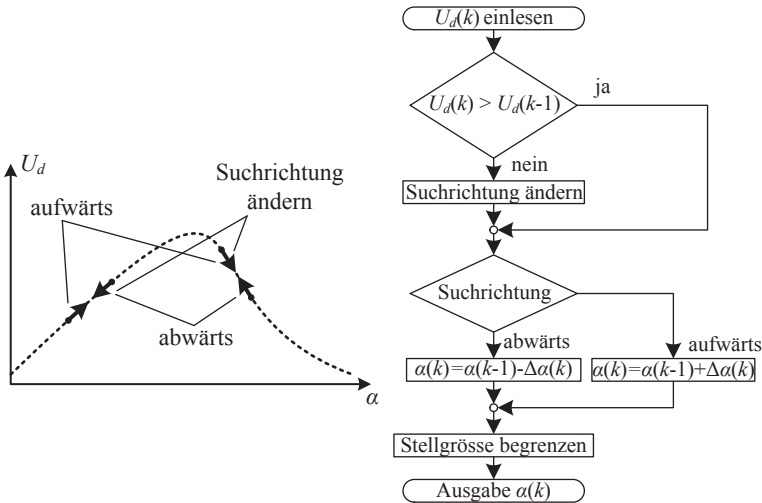 U_d
Suchrichtung
ändern
aufwärts
abwärts
α
U_d(k) einlesen
U_d(k) > U_d(k-1)
ja
nein
Suchrichtung ändern
Suchrichtung
abwärts
aufwärts
α(k)=α(k-1)-Δα(k)
α(k)=α(k-1)+Δα(k)
Stellgrösse begrenzen
Ausgabe α(k)